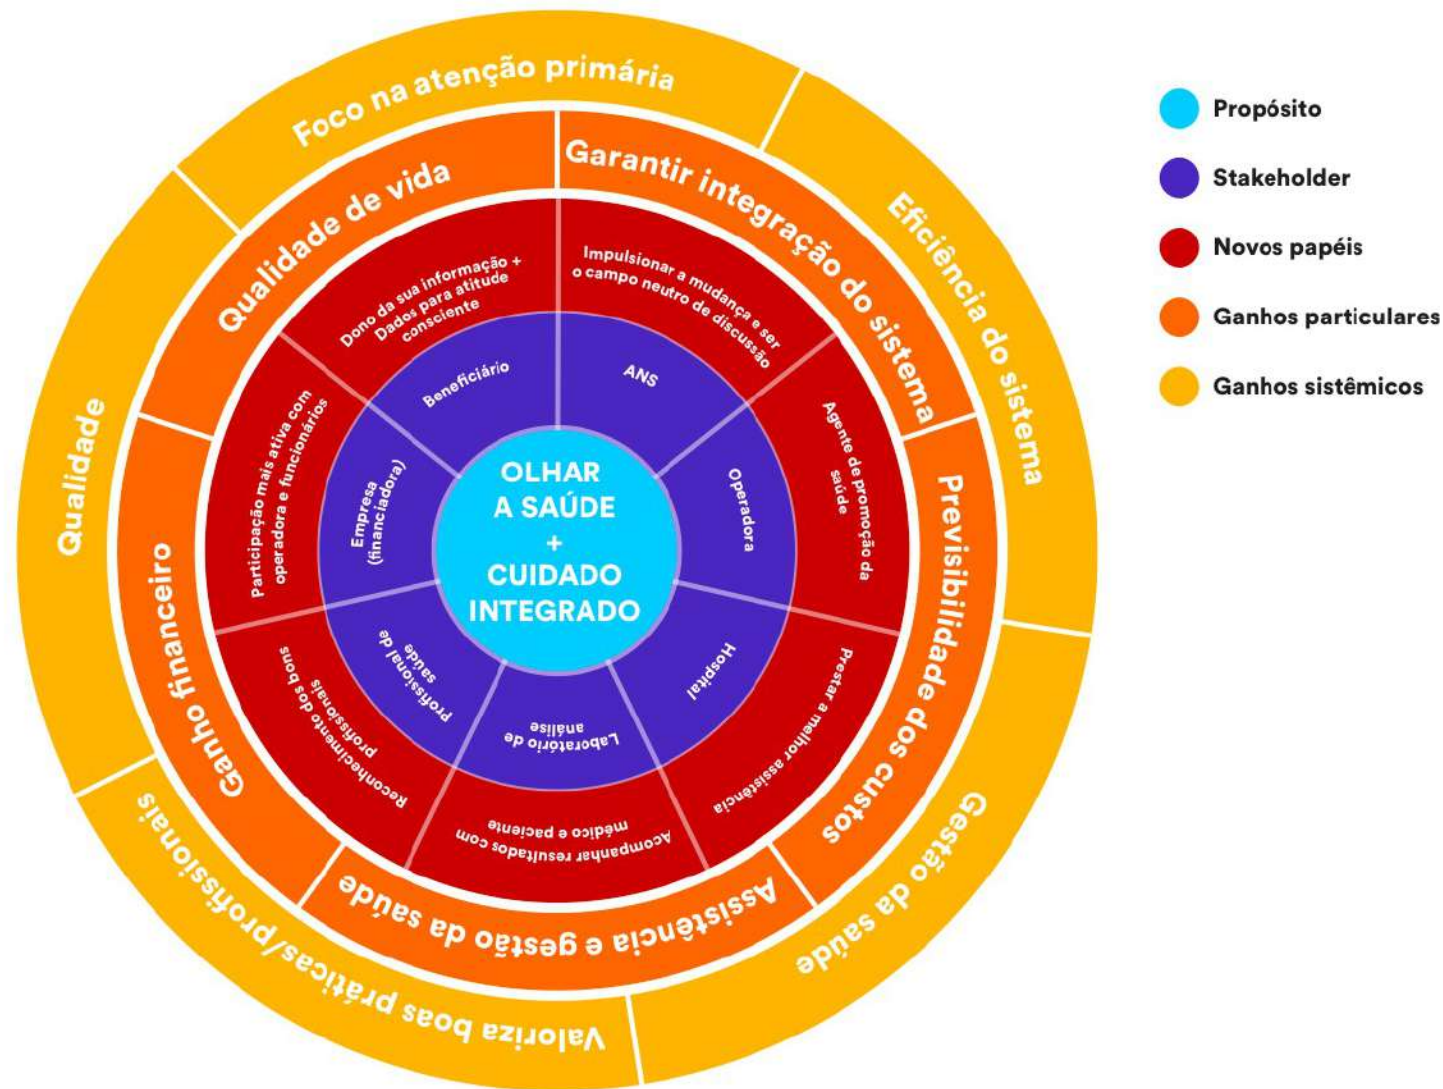 Foco na atenção primária
Eficiência do sistema
Gestão da saúde
Valoriza boas práticas/profissionais
Qualidade
Qualidade de vida
Garantir integração do sistema
Previsibilidade dos custos
Assistência e gestão da saúde
Ganho financeiro
Dono da sua informação +
Dados para atitude
consciente
Impulsionar a mudança e ser
o campo neutro de discussão
Agente de promoção da
saúde
Prestar a melhor assistência
Acompanhar resultados com
médico e paciente
Reconhecimento dos bons
profissionais
Participação mais ativa com
operadora e funcionários
Beneficiário
ANS
Operadora
Hospital
Laboratório de
análise
profissional de
saúde
Empresa
(financiadora)
OLHAR
A SAÚDE
+
CUIDADO
INTEGRADO
Propósito
Stakeholder
Novos papéis
Ganhos particulares
Ganhos sistêmicos